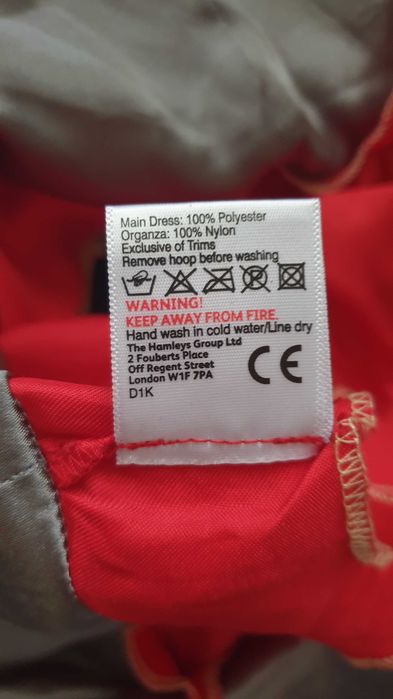 Main Dress: 100% Polyester
Organza: 100% Nylon
Exclusive of Trims
Remove hoop before washing
WARNING!
KEEP AWAY FROM FIRE.
Hand wash in cold water/Line dry
The Hamleys Group Ltd
2 Fouberts Place
Off Regent Street
London W1F 7PA
CE
D1K